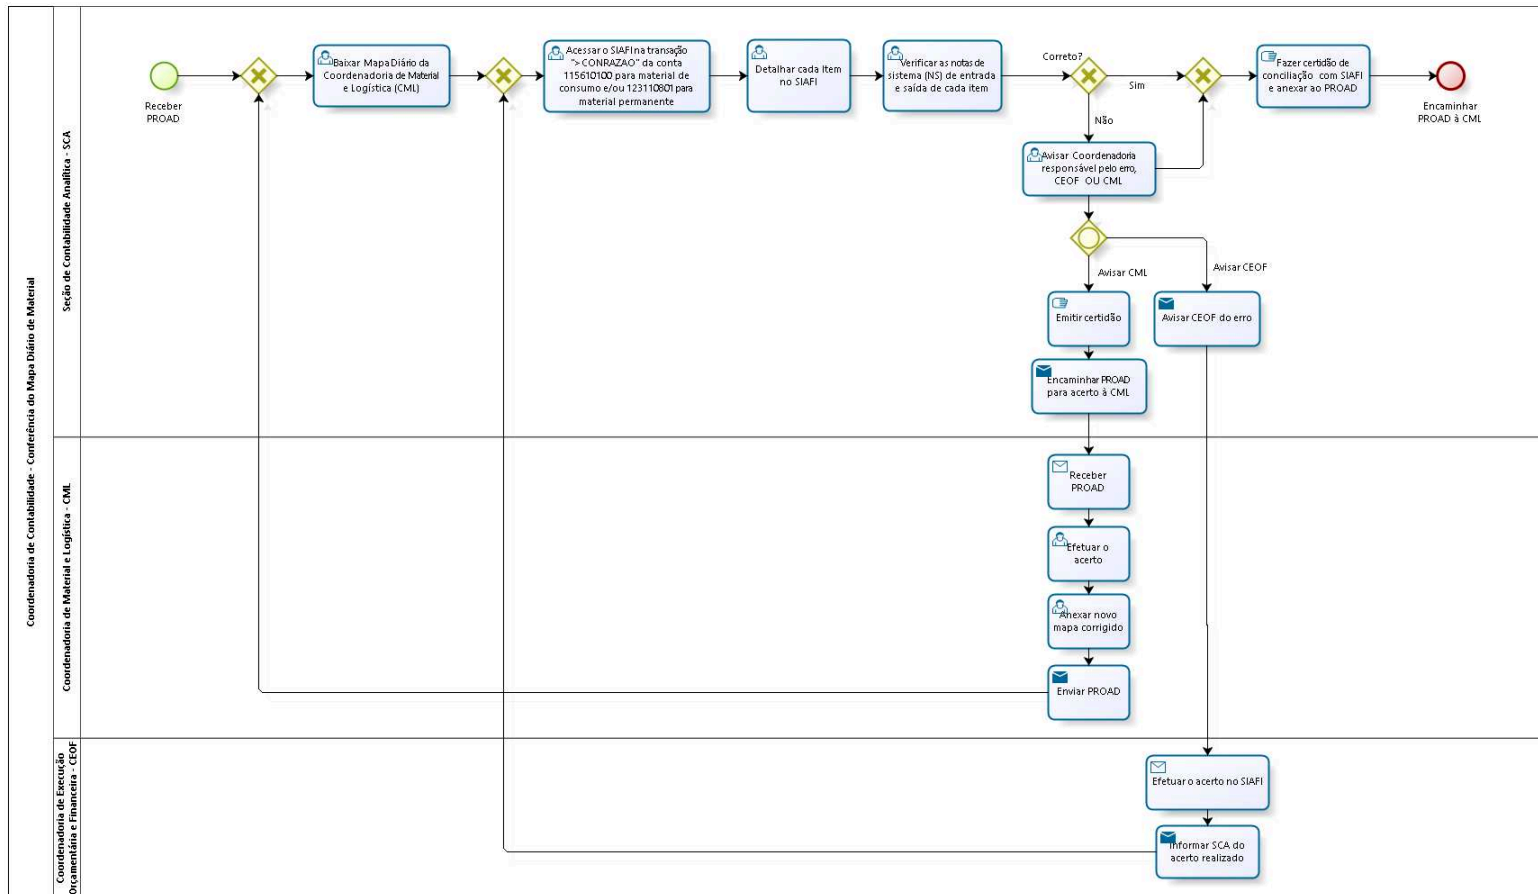 Coordenadoria de Contabilidade - Conferência do Mapa Diário de Material
Seção de Contabilidade Analítica - SCA
Receber
PROAD
Baixar Mapa Diário da
Coordenadoria de Material
e Logística (CML)
Acessar o SIAFI na transação
">CONRAZAO" da conta
115610100 para material de
consumo e/ou 123110801 para
material permanente
Detalhar cada Item
no SIAFI
Verificar as notas de
sistema (NS) de entrada
e saída de cada item
Correto?
Sim
Não
Fazer certidão de
conciliação com SIAFI
e anexar ao PROAD
Encaminhar
PROAD à CML
Avisar Coordenadoria
responsável pelo erro,
CEOF OU CML
Avisar CML
Avisar CEOF
Emitir certidão
Avisar CEOF do erro
Encaminhar PROAD
para acerto à CML
Coordenadoria de Material e Logística - CML
Receber
PROAD
Efetuar o
acerto
Anexar novo
mapa corrigido
Enviar PROAD
Coordenadoria de Execução
Orçamentária e Financeira - CEOF
Efetuar o acerto no SIAFI
Informar SCA do
acerto realizado